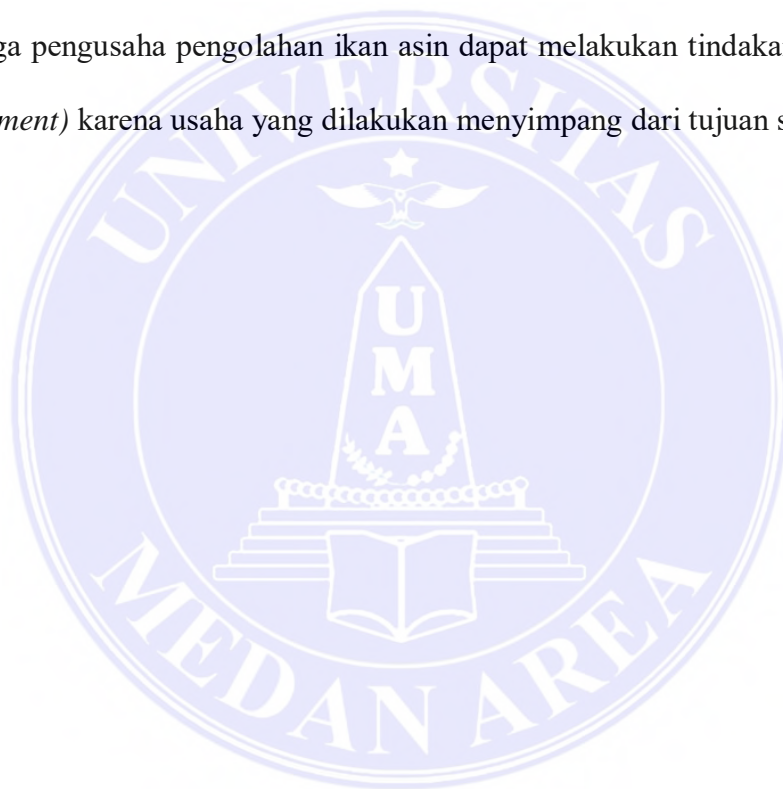 ga pengusaha pengolahan ikan asin dapat melakukan tindaka
ment) karena usaha yang dilakukan menyimpang dari tujuan s
UNIVERSITAS
UMA
MEDAN AREA